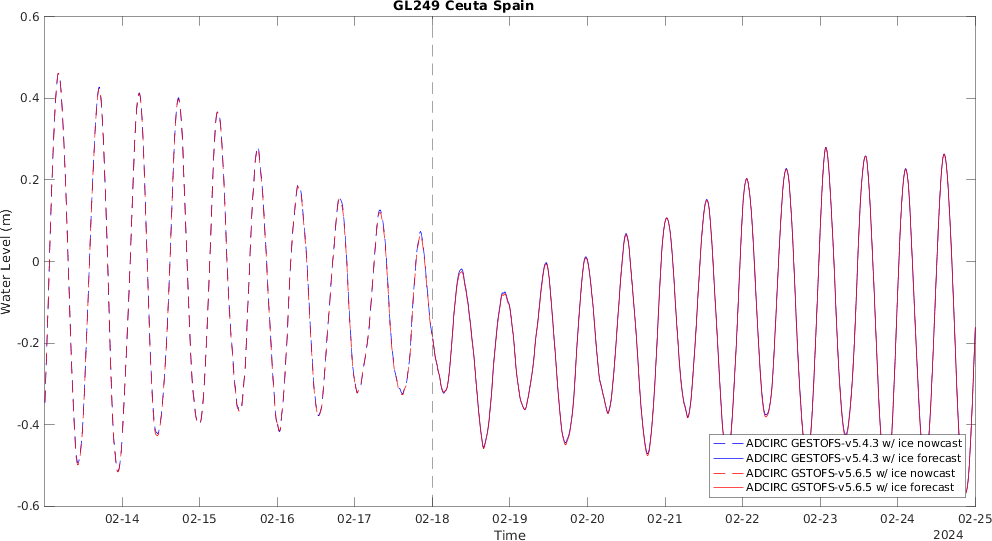 GL249 Ceuta Spain
0.6
0.4
0.2
0
-0.2
-0.4
-0.6
Water Level (m)
ADCIRC GESTOFS-v5.4.3 w/ ice nowcast
ADCIRC GESTOFS-v5.4.3 w/ ice forecast
ADCIRC GSTOFS-v5.6.5 w/ ice nowcast
ADCIRC GSTOFS-v5.6.5 w/ ice forecast
02-14 02-15 02-16 02-17 02-18 02-19 02-20 02-21 02-22 02-23 02-24 02-25
Time
2024